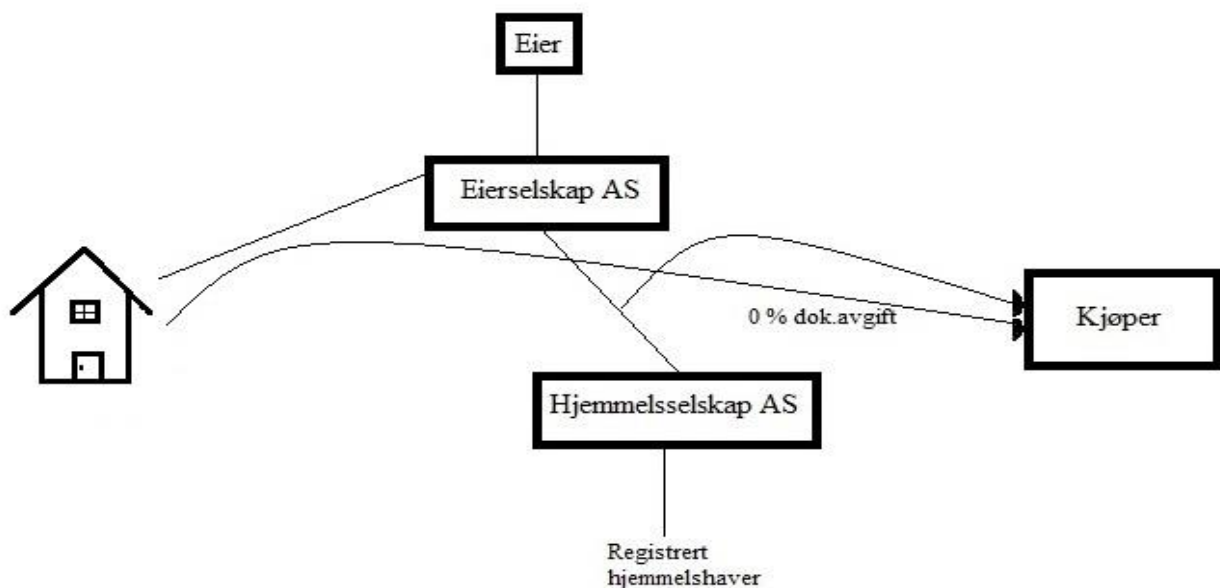 Eier
Eierselskap AS
0 % dok.avgift
Kjøper
Hjemmelsselskap AS
Registrert
hjemmelshaver